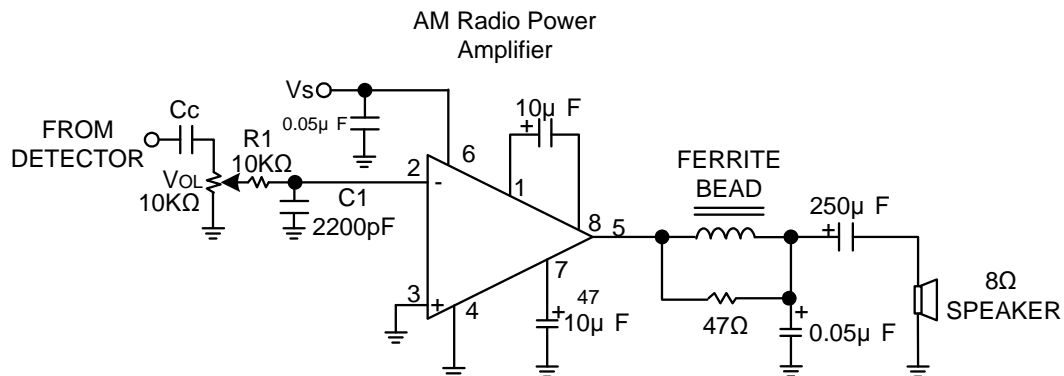 AM Radio Power
Amplifier
Vs
0.05µ F
10µ F
+
Cc
FROM
DETECTOR
R1
10KΩ
VOL
10KΩ
C1
2200pF
2
-
6
1
8
5
7
3
+
4
47
+
10µ F
FERRITE
BEAD
47Ω
250µ F
+
+
0.05µ F
8Ω
SPEAKER